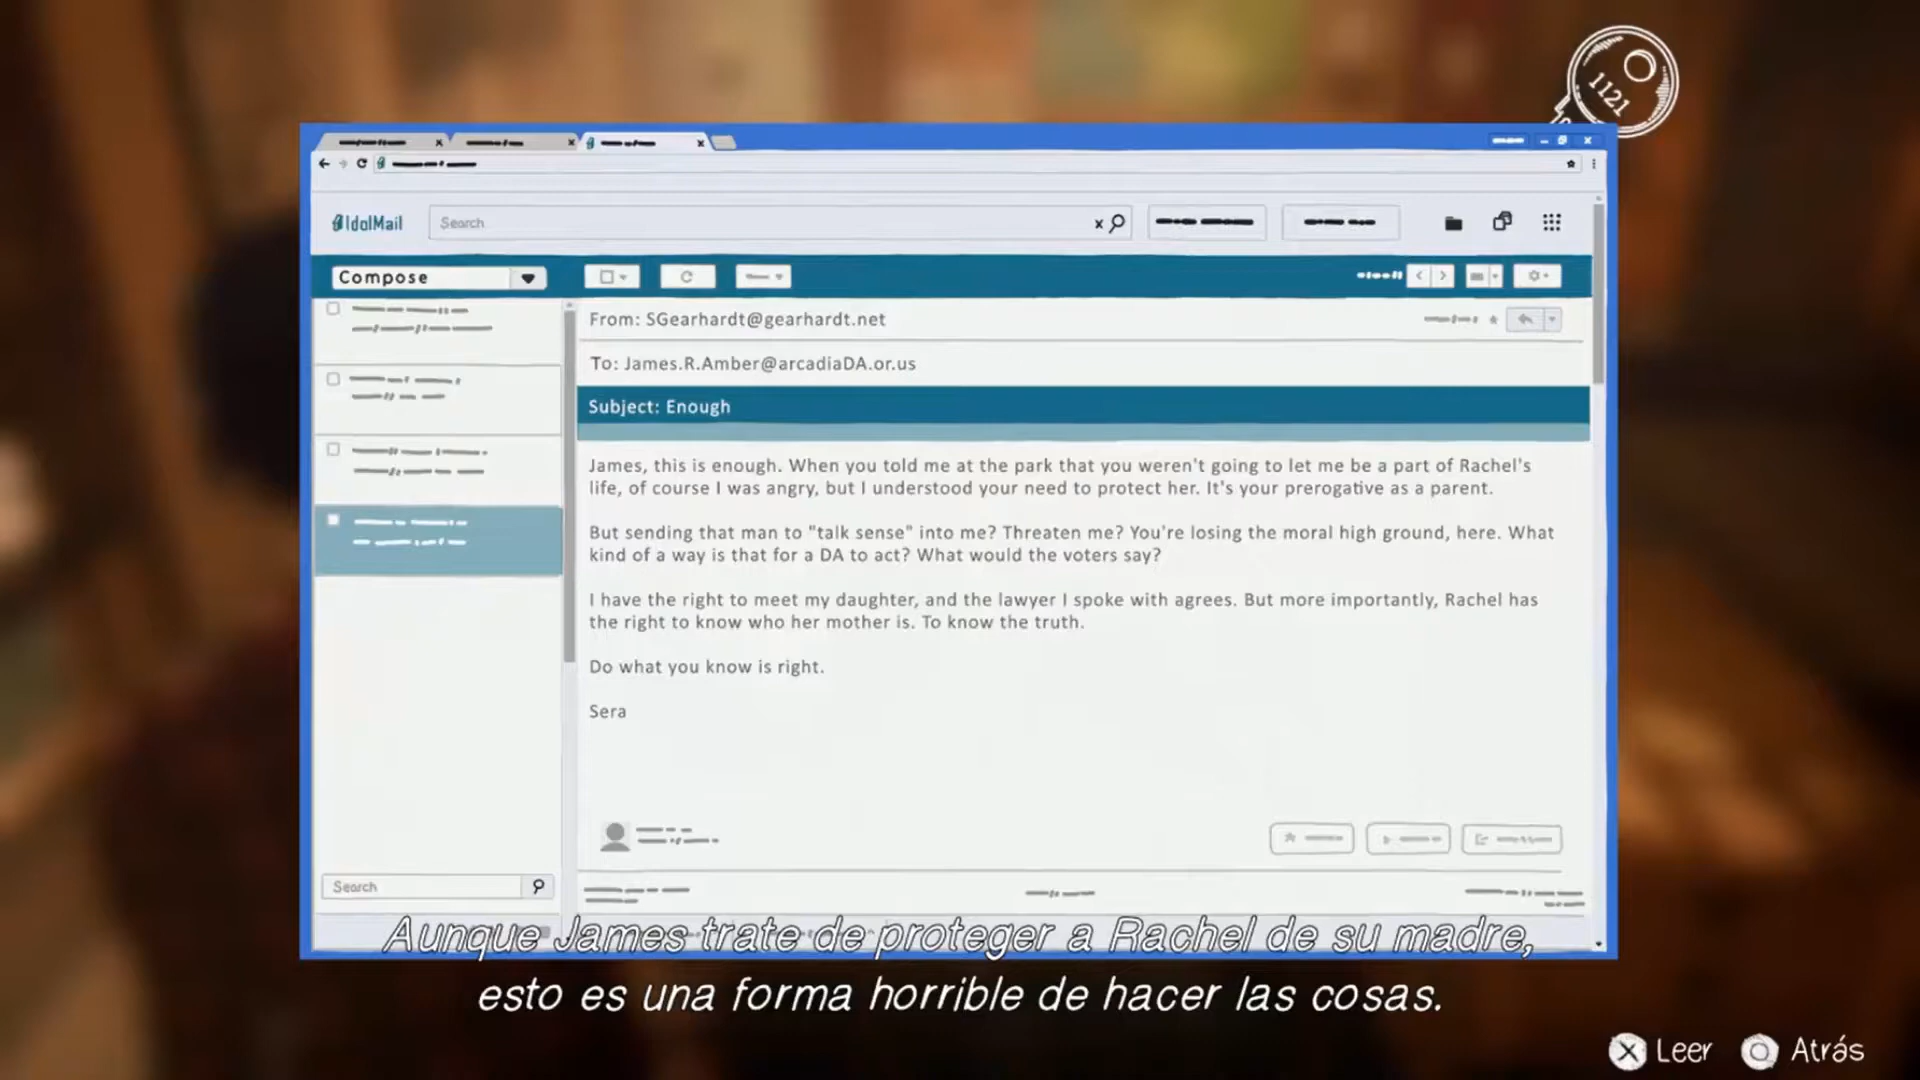 1121
IdolMail
Search
Compose
From: SGearhardt@gearhardt.net
To: James.R.Amber@arcadiaDA.or.us
Subject: Enough
James, this is enough. When you told me at the park that you weren't going to let me be a part of Rachel's
life, of course I was angry, but I understood your need to protect her. It's your prerogative as a parent.
But sending that man to "talk sense" into me? Threaten me? You're losing the moral high ground, here. What
kind of a way is that for a DA to act? What would the voters say?
I have the right to meet my daughter, and the lawyer I spoke with agrees. But more importantly, Rachel has
the right to know who her mother is. To know the truth.
Do what you know is right.
Sera
Search
Aunque James trate de proteger a Rachel de su madre,
esto es una forma horrible de hacer las cosas.
Leer Atrás